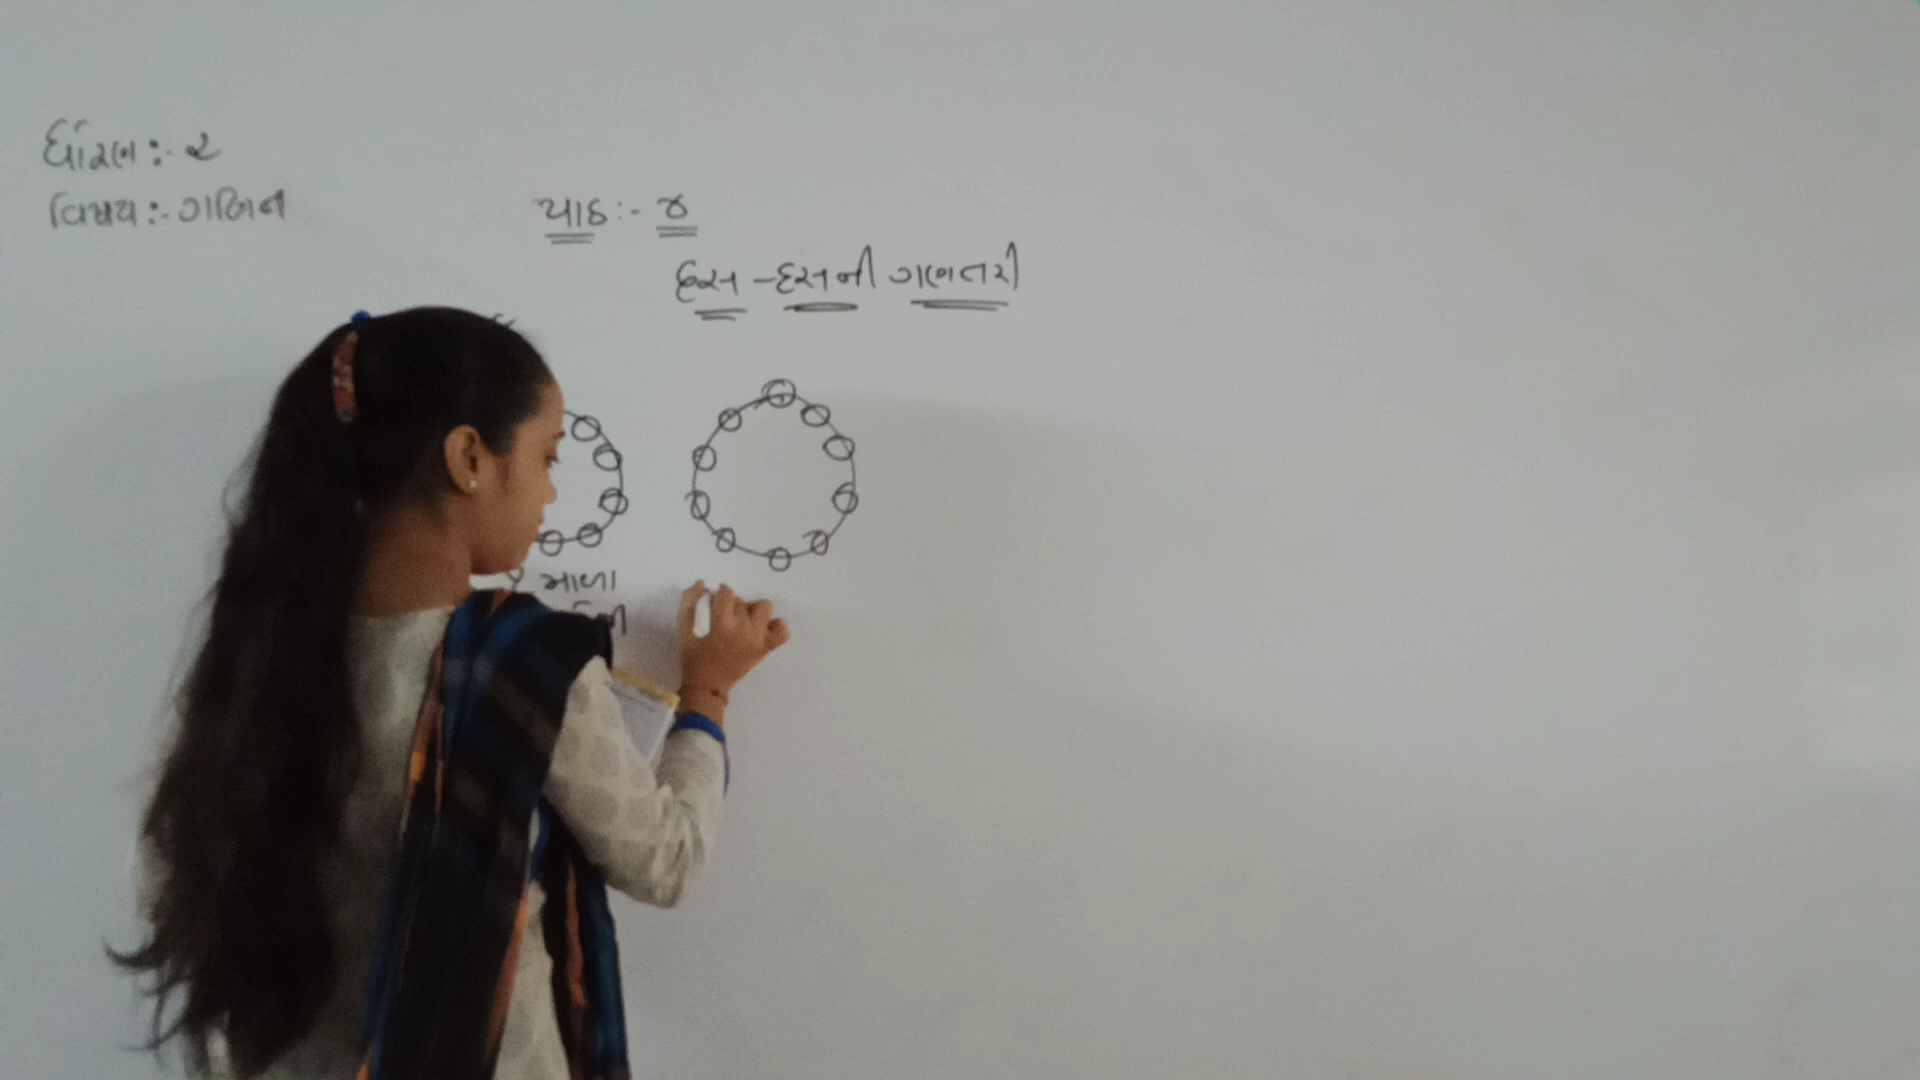 ધોરણ :- ૨
વિષય :- ગણિત
પાઠ :- ૪
દસ - દસની ગણતરી
માળા